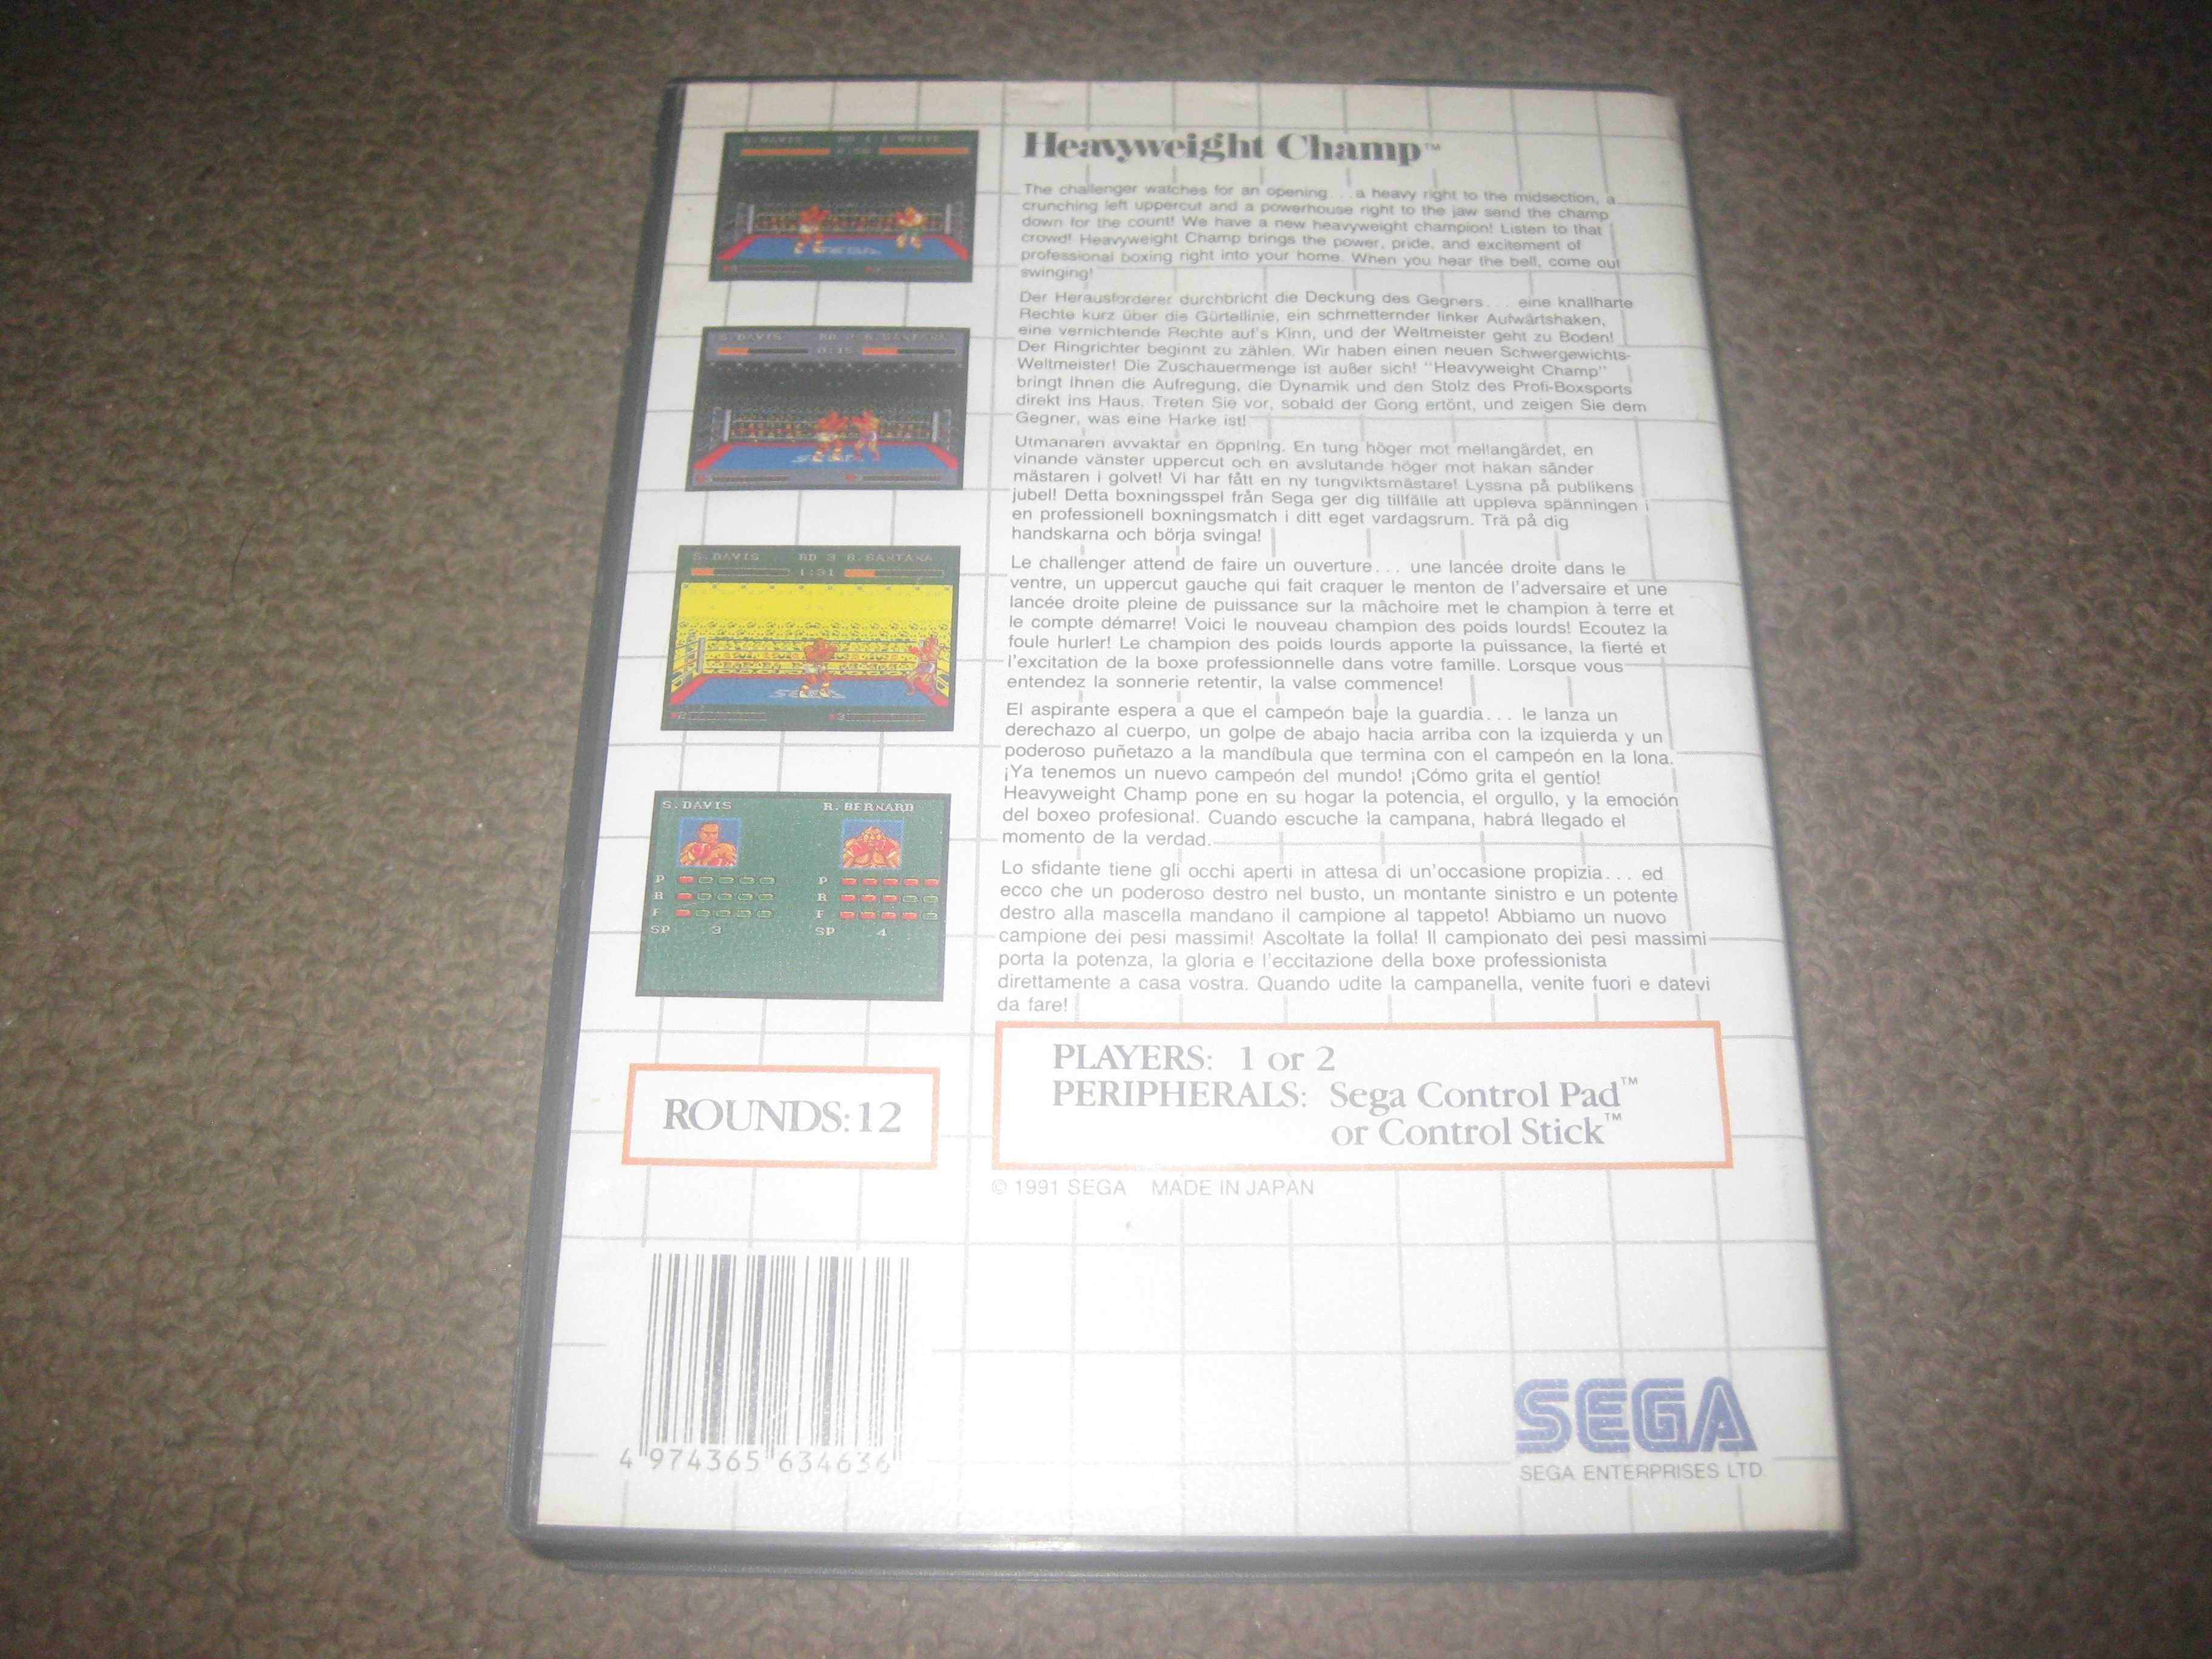 Heavyweight Champ™
The challenger watches for an opening... a heavy right to the midsection, a
crunching left uppercut and a powerhouse right to the jaw send the champ
down for the count! We have a new heavyweight champion! Listen to that
crowd! Heavyweight Champ brings the power, pride, and excitement of
professional boxing right into your home. When you hear the bell, come out
swinging!
Der Herausforderer durchbricht die Deckung des Gegners... eine knallharte
Rechte kurz über die Gürtellinie, ein schmetternder linker Aufwärtshaken,
eine vernichtende Rechte auf's Kinn, und der Weltmeister geht zu Boden!
Der Ringrichter beginnt zu zählen. Wir haben einen neuen Schwergewichts-
Weltmeister! Die Zuschauermenge ist außer sich! "Heavyweight Champ"
bringt Ihnen die Aufregung, die Dynamik und den Stolz des Profi-Boxsports
direkt ins Haus. Treten Sie vor, sobald der Gong ertönt, und zeigen Sie dem
Gegner, was eine Harke ist!
Utmanaren avvaktar en öppning. En tung höger mot mellangärdet, en
vinande vänster uppercut och en avslutande höger mot hakan sänder
mästaren i golvet! Vi har fått en ny tungviktsmästare! Lyssna på publikens
jubel! Detta boxningsspel från Sega ger dig tillfälle att uppleva spänningen i
en professionell boxningsmatch i ditt eget vardagsrum. Trä på dig
handskarna och börja svinga!
Le challenger attend de faire un ouverture... une lancée droite dans le
ventre, un uppercut gauche qui fait craquer le menton de l'adversaire et une
lancée droite pleine de puissance sur la mâchoire met le champion à terre et
le compte démarre! Voici le nouveau champion des poids lourds! Ecoutez la
foule hurler! Le champion des poids lourds apporte la puissance, la fierté et
l'excitation de la boxe professionnelle dans votre famille. Lorsque vous
entendez la sonnerie retentir, la valse commence!
El aspirante espera a que el campeón baje la guardia... le lanza un
derechazo al cuerpo, un golpe de abajo hacia arriba con la izquierda y un
poderoso puñetazo a la mandíbula que termina con el campeón en la lona.
¡Ya tenemos un nuevo campeón del mundo! ¡Cómo grita el gentío!
Heavyweight Champ pone en su hogar la potencia, el orgullo, y la emoción
del boxeo profesional. Cuando escuche la campana, habrá llegado el
momento de la verdad.
Lo sfidante tiene gli occhi aperti in attesa di un'occasione propizia... ed
ecco che un poderoso destro nel busto, un montante sinistro e un potente
destro alla mascella mandano il campione al tappeto! Abbiamo un nuovo
campione dei pesi massimi! Ascoltate la folla! Il campionato dei pesi massimi
porta la potenza, la gloria e l'eccitazione della boxe professionista
direttamente a casa vostra. Quando udite la campanella, venite fuori e datevi
da fare!
S. DAVIS RD 4
SEGA
S. DAVIS RD 2 B. SANTANA
0:15
SEGA
S. DAVIS RD 3 B. SANTANA
1:31
SEGA
S. DAVIS R. BERNARD
P P
R R
F F
SP 3 SP 4
ROUNDS: 12
PLAYERS: 1 or 2
PERIPHERALS: Sega Control Pad™
or Control Stick™
© 1991 SEGA MADE IN JAPAN
4 974365 634636
SEGA
SEGA ENTERPRISES LTD.